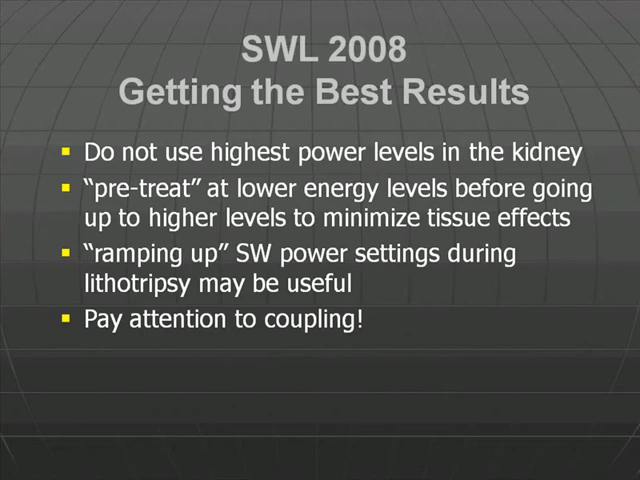 SWL 2008
Getting the Best Results
Do not use highest power levels in the kidney
“pre-treat” at lower energy levels before going
up to higher levels to minimize tissue effects
“ramping up” SW power settings during
lithotripsy may be useful
Pay attention to coupling!